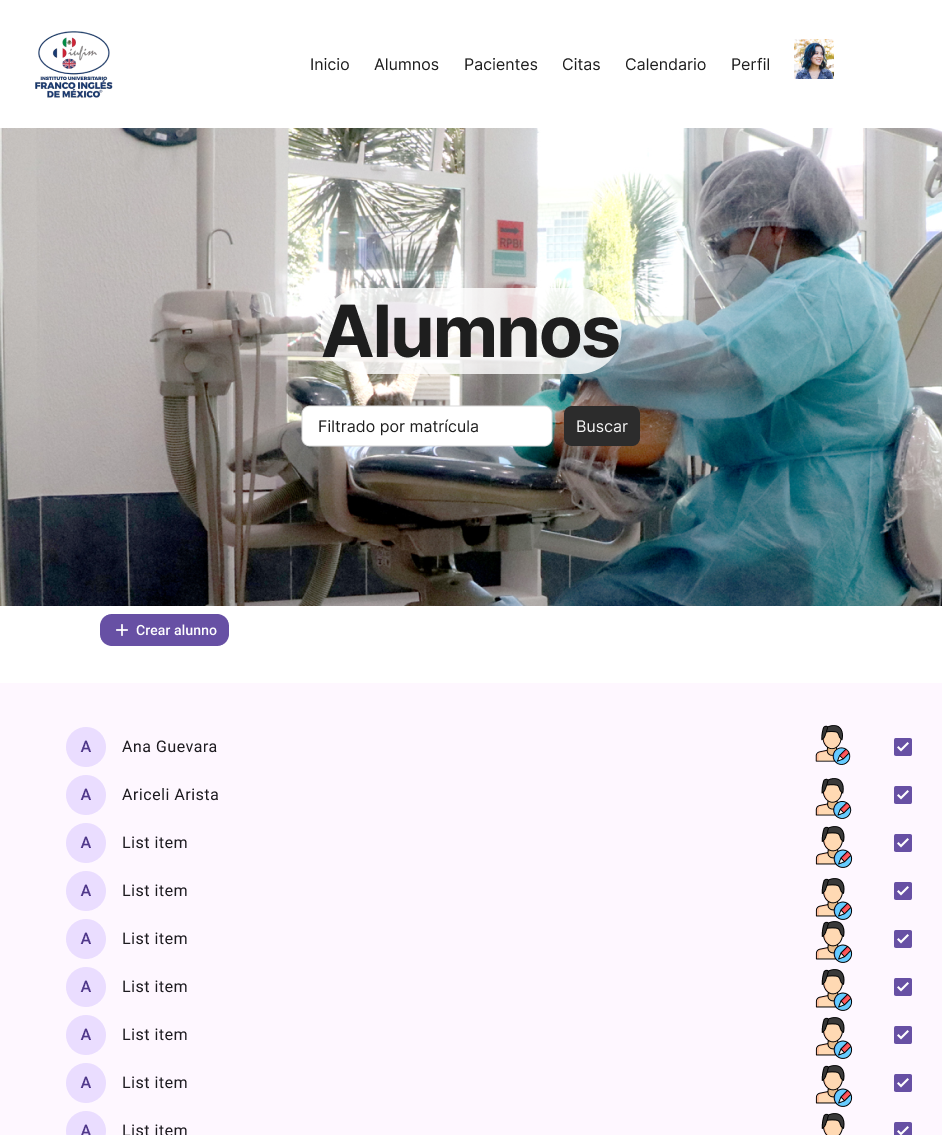 iufim
INSTITUTO UNIVERSITARIO
FRANCO INGLÉS
DE MÉXICO
Inicio Alumnos Pacientes Citas Calendario Perfil
RPBI
Alumnos
Filtrado por matrícula Buscar
+ Crear alumno
A Ana Guevara
A Ariceli Arista
A List item
A List item
A List item
A List item
A List item
A List item
List item